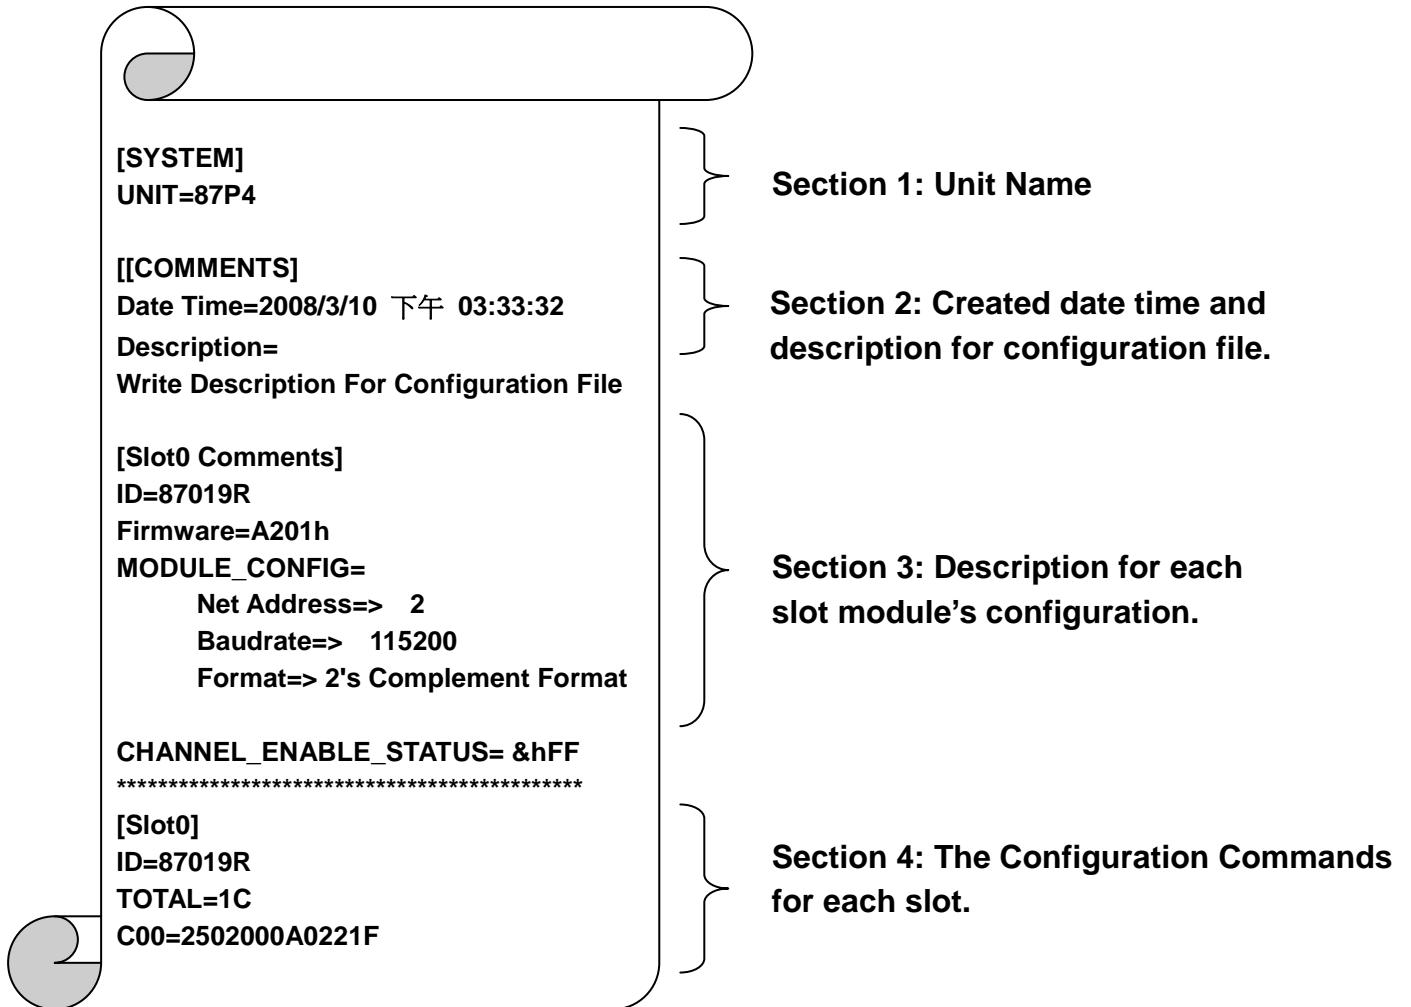 [SYSTEM]
UNIT=87P4
Section 1: Unit Name
[[COMMENTS]
Date Time=2008/3/10 下午 03:33:32
Description=
Write Description For Configuration File
Section 2: Created date time and
description for configuration file.
[Slot0 Comments]
ID=87019R
Firmware=A201h
MODULE_CONFIG=
Net Address=> 2
Baudrate=> 115200
Format=> 2's Complement Format
CHANNEL_ENABLE_STATUS= &hFF
Section 3: Description for each
slot module’s configuration.
*********************************************
[Slot0]
ID=87019R
TOTAL=1C
C00=2502000A0221F
Section 4: The Configuration Commands
for each slot.